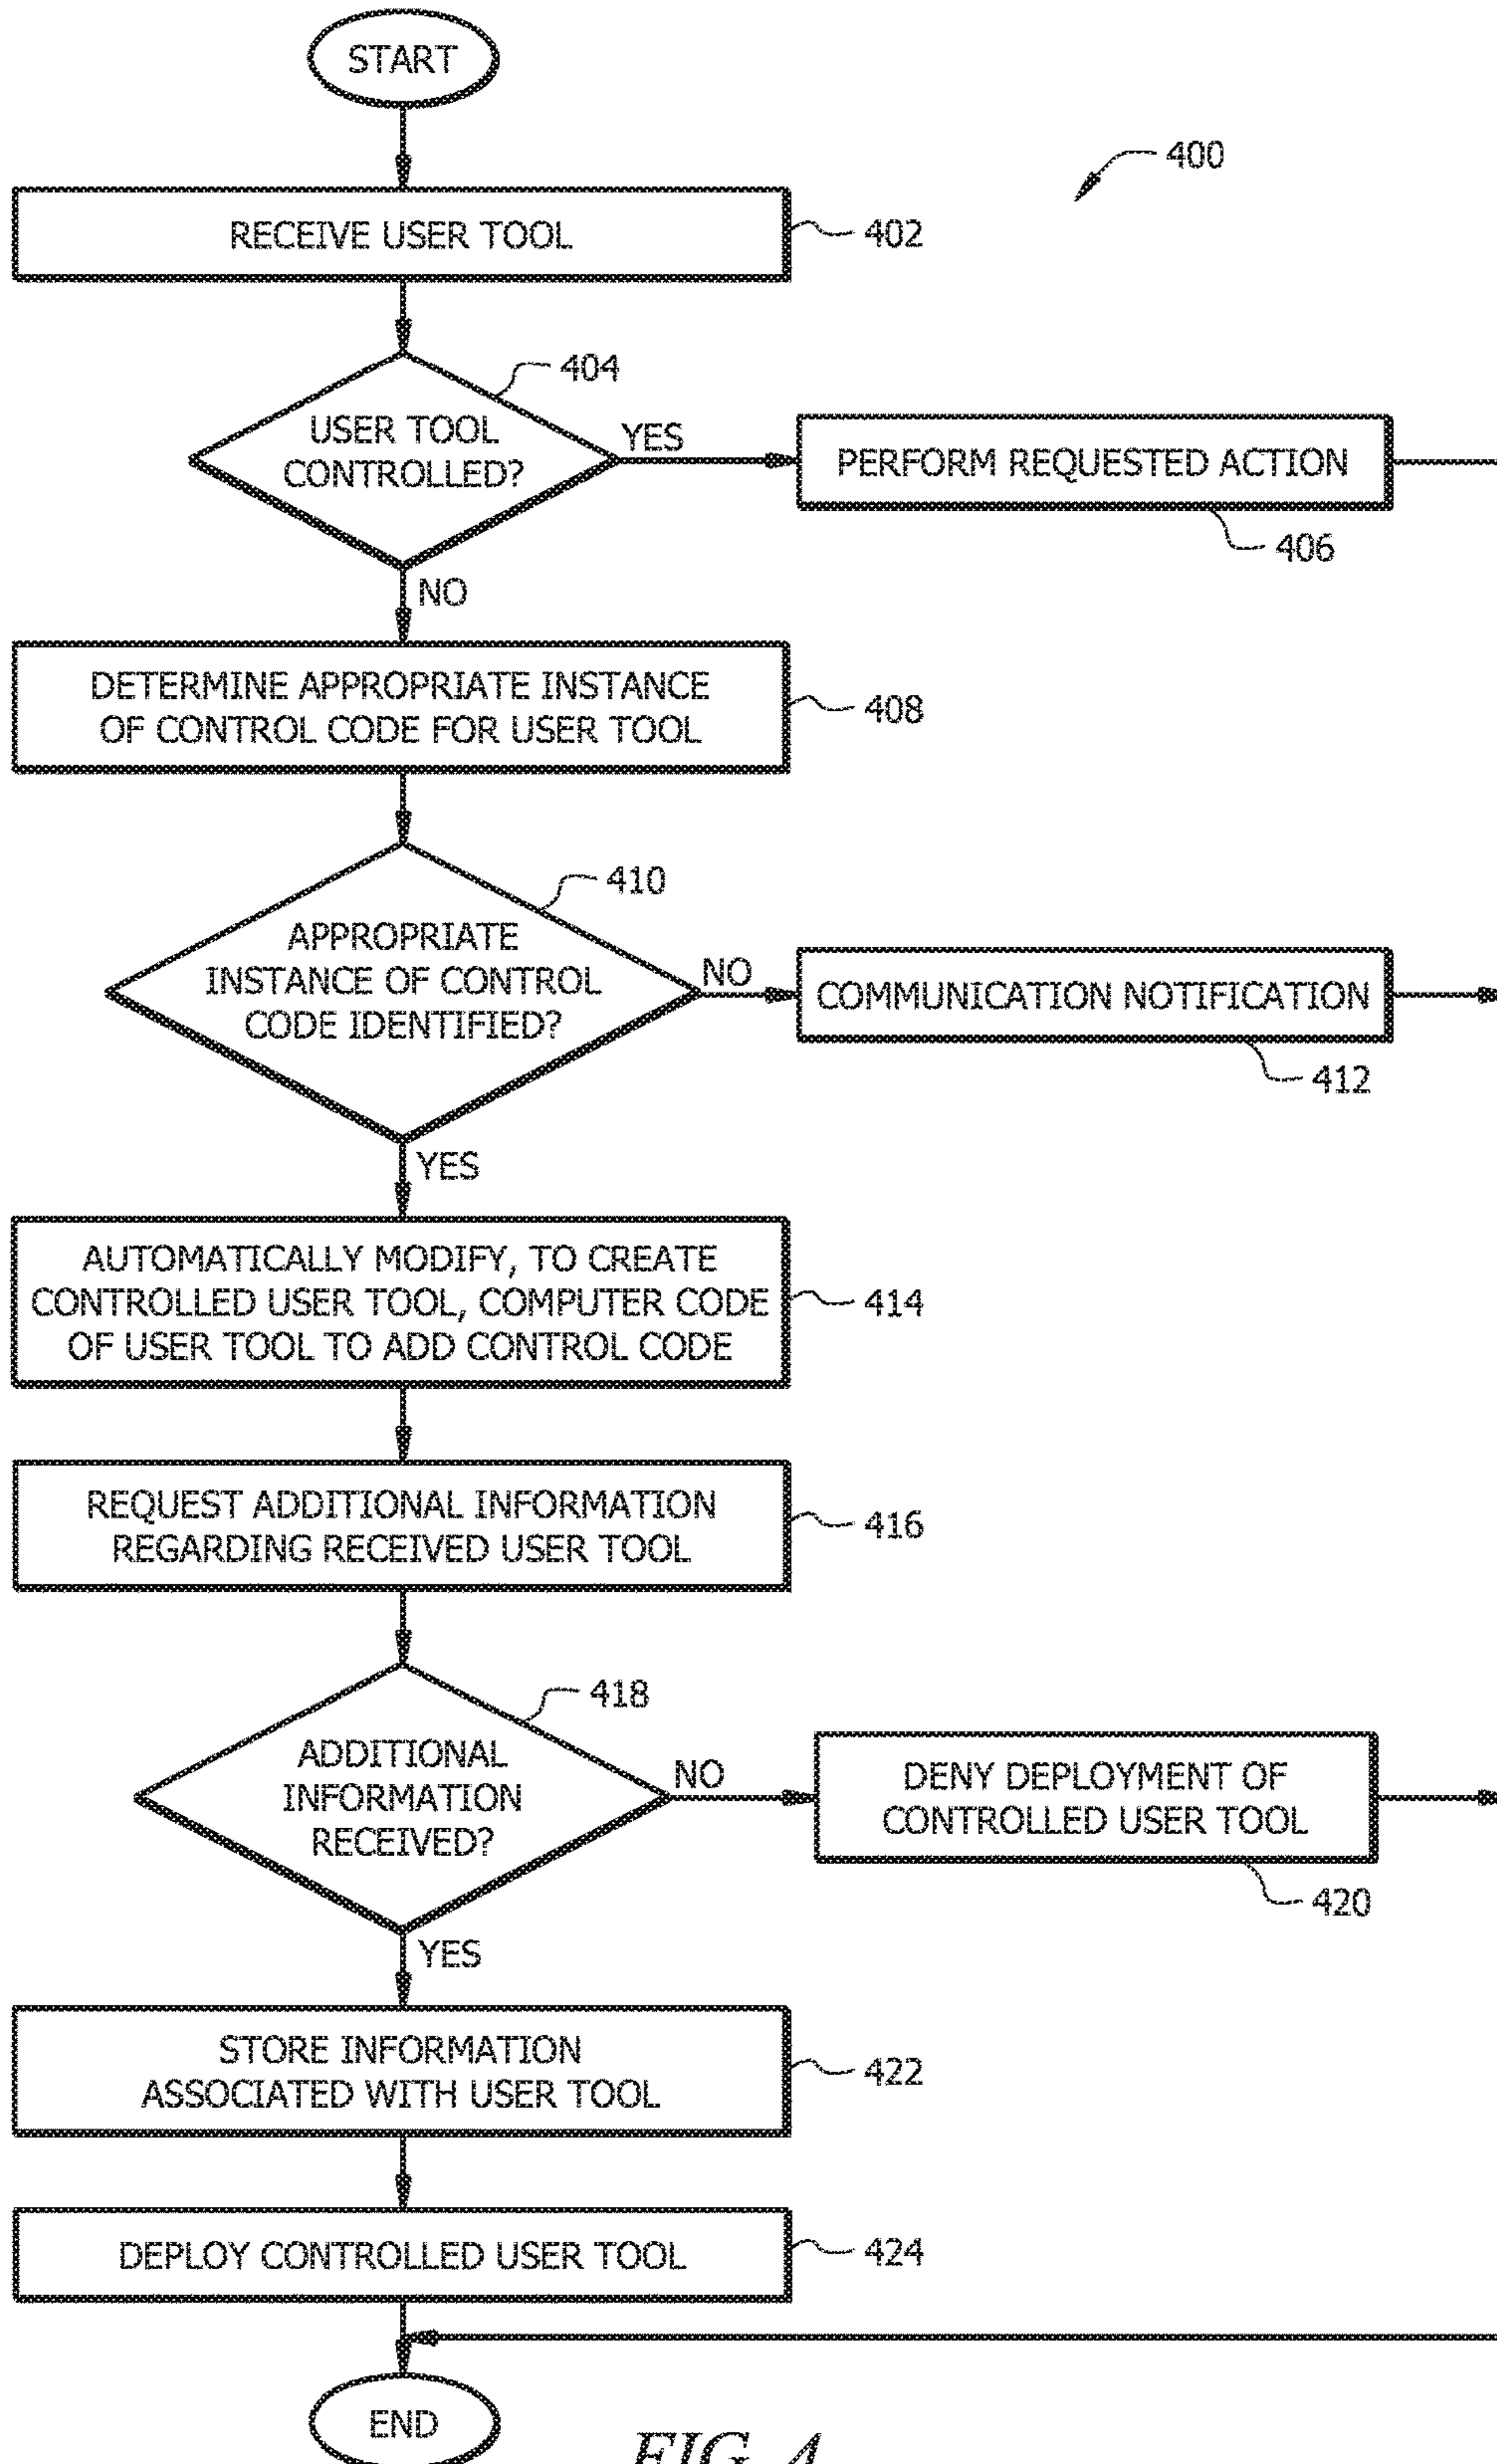 START
400
RECEIVE USER TOOL
402
404
USER TOOL
CONTROLLED?
YES
PERFORM REQUESTED ACTION
406
NO
DETERMINE APPROPRIATE INSTANCE
OF CONTROL CODE FOR USER TOOL
408
410
APPROPRIATE
INSTANCE OF CONTROL
CODE IDENTIFIED?
NO
COMMUNICATION NOTIFICATION
412
YES
AUTOMATICALLY MODIFY, TO CREATE
CONTROLLED USER TOOL, COMPUTER CODE
OF USER TOOL TO ADD CONTROL CODE
414
REQUEST ADDITIONAL INFORMATION
REGARDING RECEIVED USER TOOL
416
418
ADDITIONAL
INFORMATION
RECEIVED?
NO
DENY DEPLOYMENT OF
CONTROLLED USER TOOL
420
YES
STORE INFORMATION
ASSOCIATED WITH USER TOOL
422
DEPLOY CONTROLLED USER TOOL
424
END
FIG. 4